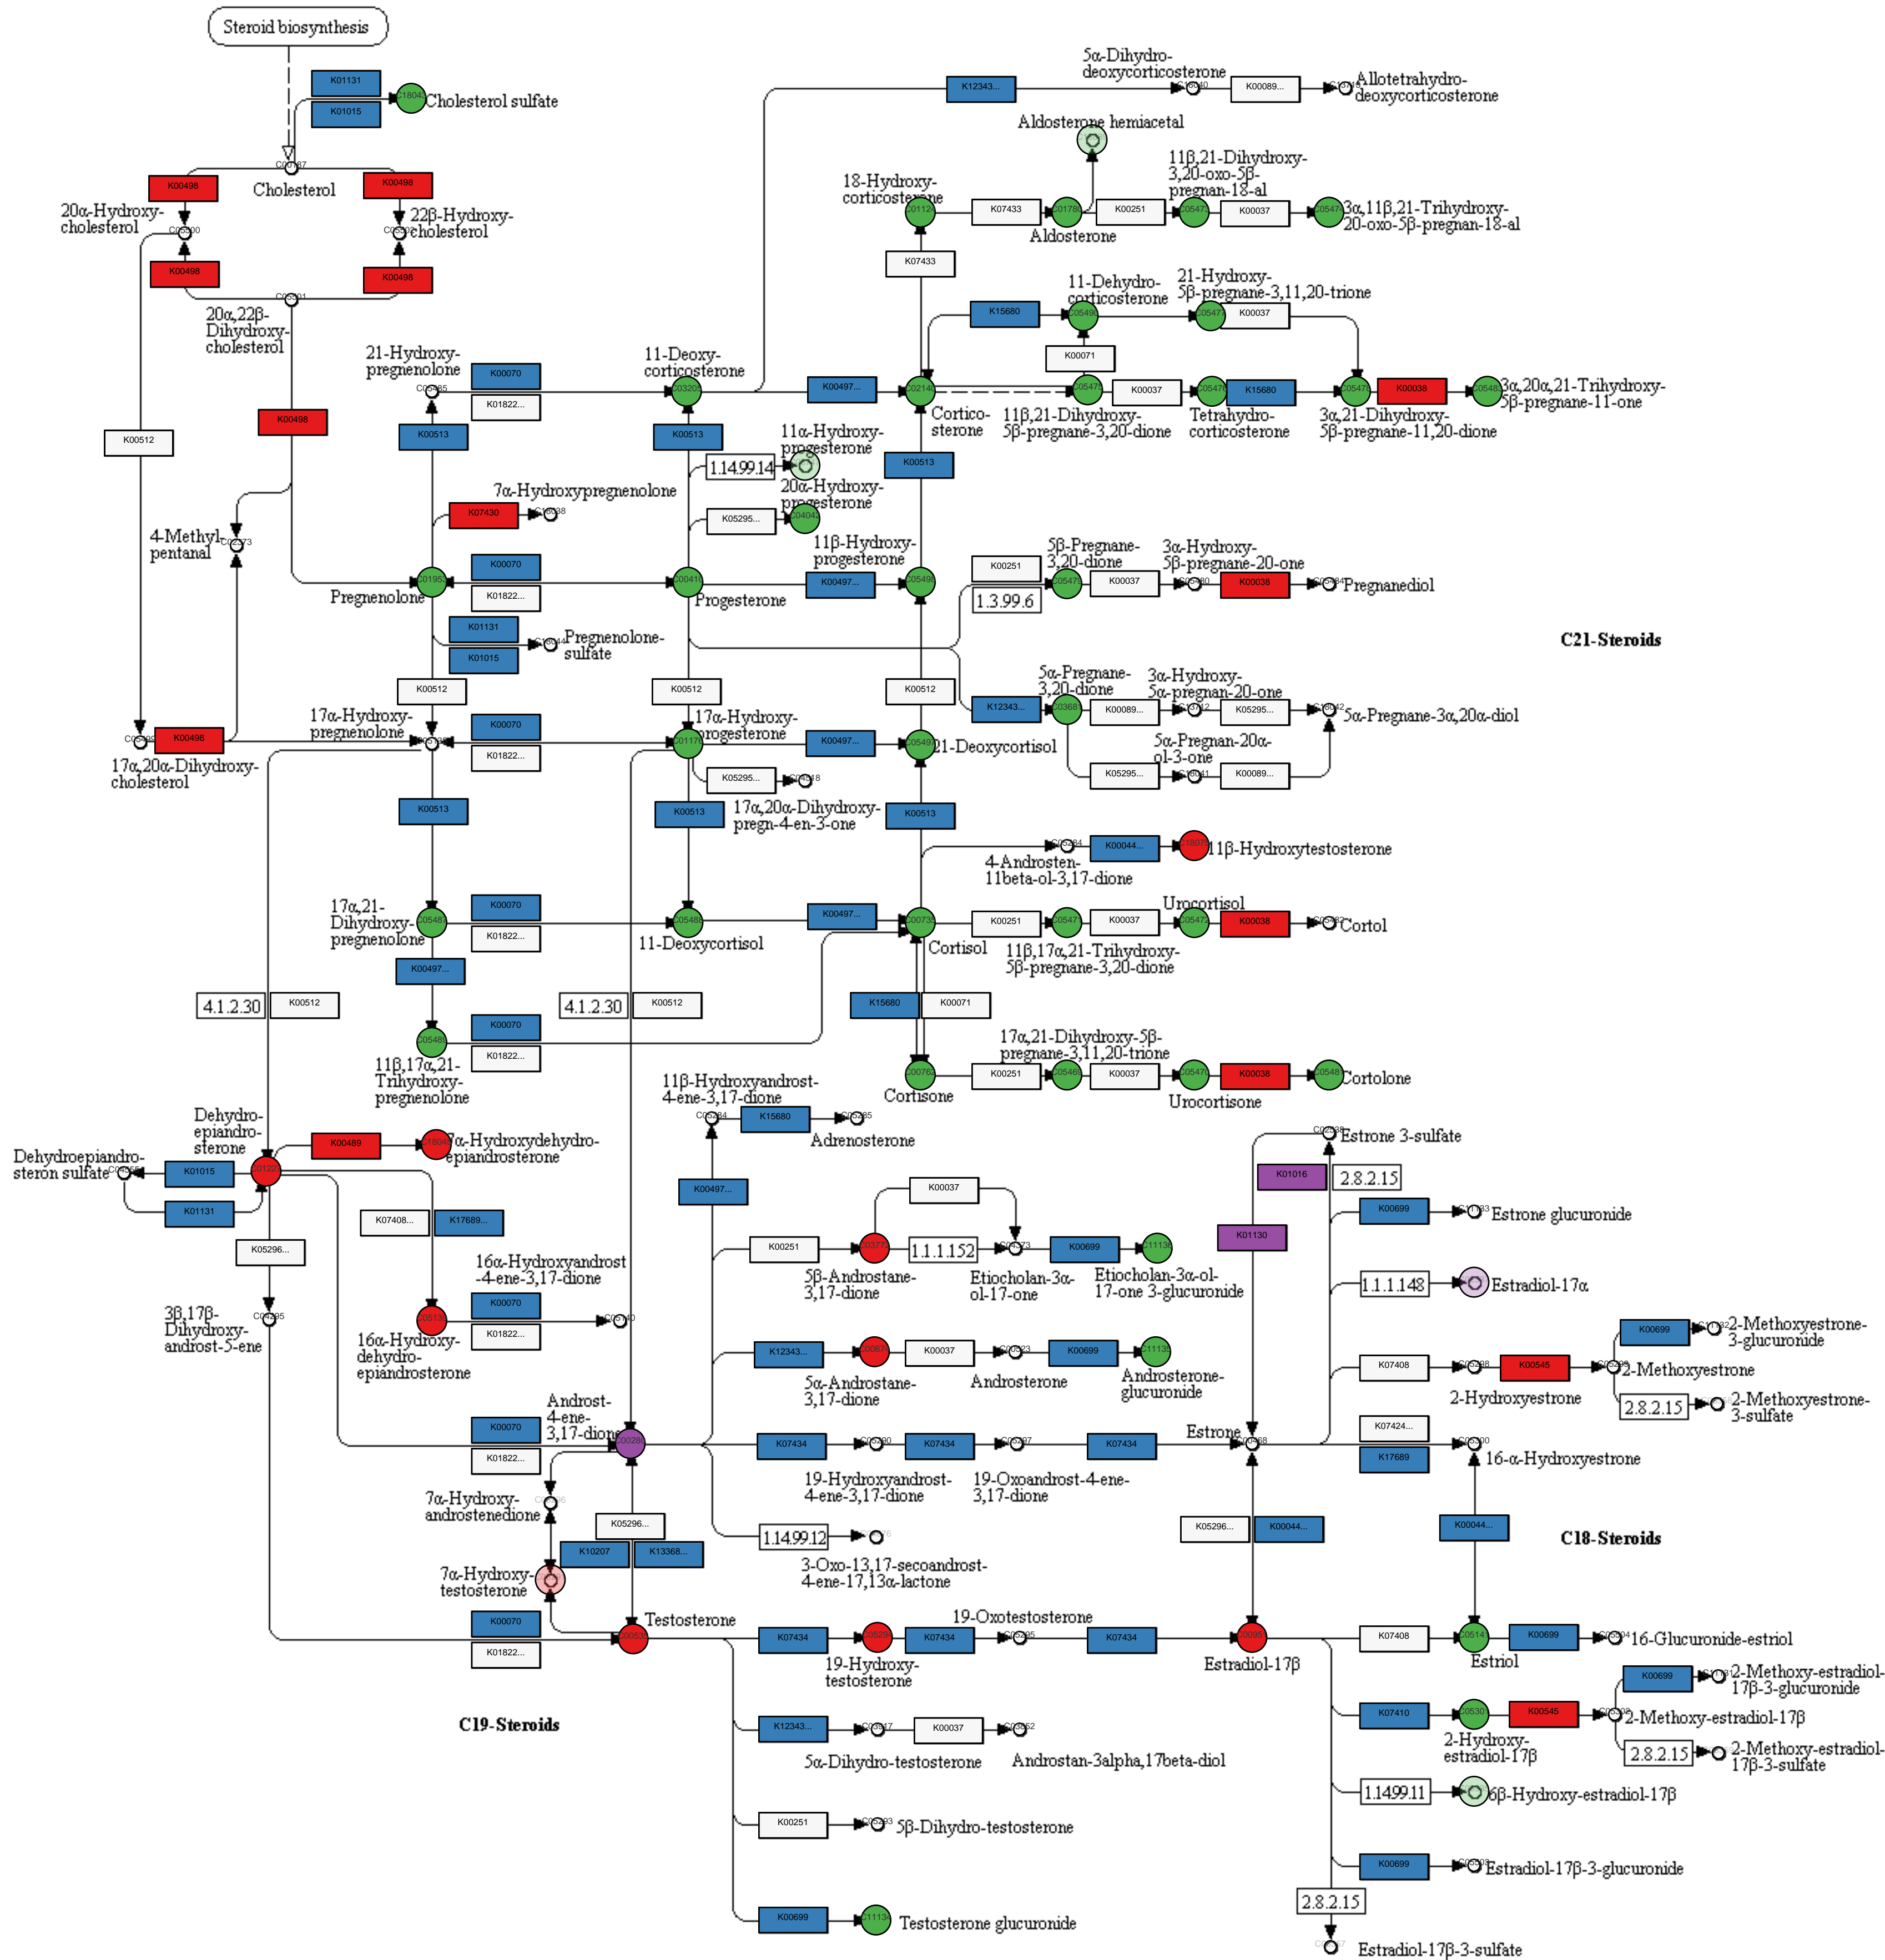 Steroid biosynthesis
K01131
K01015
Cholesterol sulfate
Cholesterol
K00498
K00498
20α-Hydroxy-
cholesterol
22β-Hydroxy-
cholesterol
K00498
K00498
20α,22β-
Dihydroxy-
cholesterol
K00512
K00498
4-Methyl-
pentanal
K00498
17α,20α-Dihydroxy-
cholesterol
K12343...
5α-Dihydro-
deoxycorticosterone
K00089...
Allotetrahydro-
deoxycorticosterone
Aldosterone hemiacetal
18-Hydroxy-
corticosterone
K07433
Aldosterone
K00251
11β,21-Dihydroxy-
3,20-oxo-5β-
pregnan-18-al
K00037
3α,11β,21-Trihydroxy-
20-oxo-5β-pregnan-18-al
K07433
11-Dehydro-
corticosterone
21-Hydroxy-
5β-pregnane-3,11,20-trione
K15680
K00037
K00071
21-Hydroxy-
pregnenolone
C05485
K00070
K01822...
11-Deoxy-
corticosterone
C03205
K00497...
C02140
Cortico-
sterone
C05475
11β,21-Dihydroxy-
5β-pregnane-3,20-dione
K00037
Tetrahydro-
corticosterone
K15680
3α,21-Dihydroxy-
5β-pregnane-11,20-dione
K00038
3α,20α,21-Trihydroxy-
5β-pregnane-11-one
K00513
K00513
K00513
1.14.99.14
11α-Hydroxy-
progesterone
K05295...
20α-Hydroxy-
progesterone
C04042
K07430
7α-Hydroxypregnenolone
C01953
Pregnenolone
K00070
K01822...
C00410
Progesterone
K00497...
11β-Hydroxy-
progesterone
C05498
K00251
1.3.99.6
5β-Pregnane-
3,20-dione
K00037
3α-Hydroxy-
5β-pregnane-20-one
K00038
Pregnanediol
K01131
K01015
Pregnenolone-
sulfate
C21-Steroids
K00512
K00512
K00512
K12343...
5α-Pregnane-
3,20-dione
K00089...
3α-Hydroxy-
5α-pregnan-20-one
K05295...
5α-Pregnane-3α,20α-diol
K05295...
5α-Pregnan-20α-
ol-3-one
K00089...
17α-Hydroxy-
pregnenolone
K00070
K01822...
17α-Hydroxy-
progesterone
K00497...
21-Deoxycortisol
K05295...
17α,20α-Dihydroxy-
pregn-4-en-3-one
K00513
K00513
K00513
4-Androsten-
11beta-ol-3,17-dione
K00044...
11β-Hydroxytestosterone
17α,21-
Dihydroxy-
pregnenolone
C05487
K00070
K01822...
11-Deoxycortisol
K00497...
C00735
Cortisol
K00251
11β,17α,21-Trihydroxy-
5β-pregnane-3,20-dione
K00037
Urocortisol
K00038
Cortol
K00497...
4.1.2.30
K00512
4.1.2.30
K00512
K15680
K00071
C05489
11β,17α,21-
Trihydroxy-
pregnenolone
K00070
K01822...
C00762
Cortisone
K00251
17α,21-Dihydroxy-5β-
pregnane-3,11,20-trione
K00037
Urocortisone
K00038
Cortolone
11β-Hydroxyandrost-
4-ene-3,17-dione
C05284
K15680
C05285
Adrenosterone
Dehydro-
epiandro-
sterone
K00489
7α-Hydroxydehydro-
epiandrosterone
Dehydroepiandro-
steron sulfate
K01015
K01131
K05296...
K07408...
K17689...
K00497...
16α-Hydroxyandrost
-4-ene-3,17-dione
3β,17β-
Dihydroxy-
androst-5-ene
C04295
16α-Hydroxy-
dehydro-
epiandrosterone
K00070
K01822...
K00037
K00251
5β-Androstane-
3,17-dione
1.1.1.152
Etiocholan-3α-
ol-17-one
K00699
C11136
Etiocholan-3α-ol-
17-one 3-glucuronide
K12343...
5α-Androstane-
3,17-dione
K00037
Androsterone
K00699
C11135
Androsterone-
glucuronide
Estrone 3-sulfate
K01016
2.8.2.15
K01130
K00699
Estrone glucuronide
1.1.1.148
Estradiol-17α
K07408
2-Hydroxyestrone
K00545
2-Methoxyestrone
K00699
2-Methoxyestrone-
3-glucuronide
2.8.2.15
2-Methoxyestrone-
3-sulfate
Androst-
4-ene-
3,17-dione
C00280
K00070
K01822...
K07434
19-Hydroxyandrost-
4-ene-3,17-dione
K07434
19-Oxoandrost-4-ene-
3,17-dione
K07434
Estrone
K07424...
K17689
16-α-Hydroxyestrone
7α-Hydroxy-
androstenedione
K05296...
K10207
K13368...
1.14.99.12
3-Oxo-13,17-secoandrost-
4-ene-17,13α-lactone
K05296...
K00044...
K00044...
C18-Steroids
7α-Hydroxy-
testosterone
K00070
K01822...
Testosterone
K07434
19-Hydroxy-
testosterone
K07434
19-Oxotestosterone
K07434
Estradiol-17β
K07408
Estriol
K00699
16-Glucuronide-estriol
C19-Steroids
K12343...
5α-Dihydro-testosterone
K00037
Androstan-3alpha,17beta-diol
K07410
2-Hydroxy-
estradiol-17β
K00545
2-Methoxy-estradiol-17β
K00699
2-Methoxy-estradiol-
17β-3-glucuronide
2.8.2.15
2-Methoxy-estradiol-
17β-3-sulfate
1.14.99.11
6β-Hydroxy-estradiol-17β
K00251
5β-Dihydro-testosterone
K00699
Estradiol-17β-3-glucuronide
K00699
C11134
Testosterone glucuronide
2.8.2.15
Estradiol-17β-3-sulfate